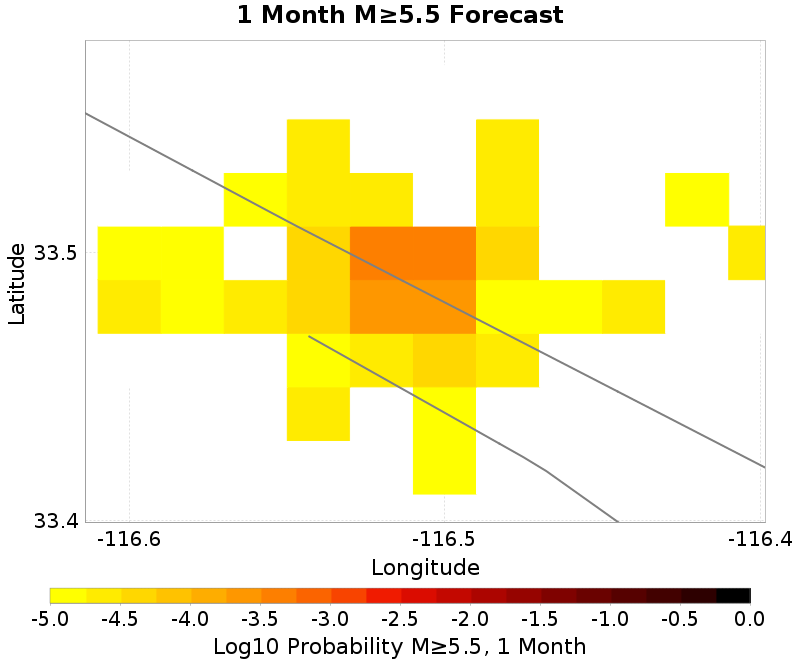 1 Month M≥5.5 Forecast
Latitude
33.5
33.4
-116.6 -116.5 -116.4
Longitude
-5.0 -4.5 -4.0 -3.5 -3.0 -2.5 -2.0 -1.5 -1.0 -0.5 0.0
Log10 Probability M≥5.5, 1 Month